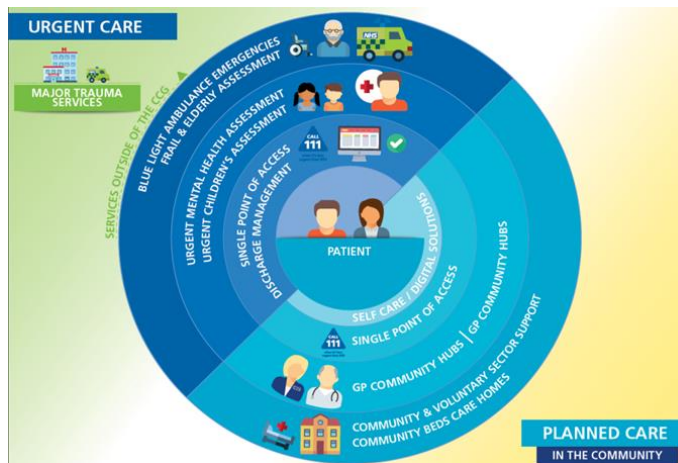 URGENT CARE
MAJOR TRAUMA
SERVICES
SERVICES OUTSIDE OF THE CCG
BLUE LIGHT AMBULANCE EMERGENCIES
FRAIL & ELDERLY ASSESSMENT
NHS
URGENT MENTAL HEALTH ASSESSMENT
URGENT CHILDREN'S ASSESSMENT
SINGLE POINT OF ACCESS
DISCHARGE MANAGEMENT
CALL
111
PATIENT
SELF CARE / DIGITAL SOLUTIONS
CALL
111
SINGLE POINT OF ACCESS
GP COMMUNITY HUBS | GP COMMUNITY HUBS
COMMUNITY & VOLUNTARY SECTOR SUPPORT
COMMUNITY BEDS CARE HOMES
PLANNED CARE
IN THE COMMUNITY